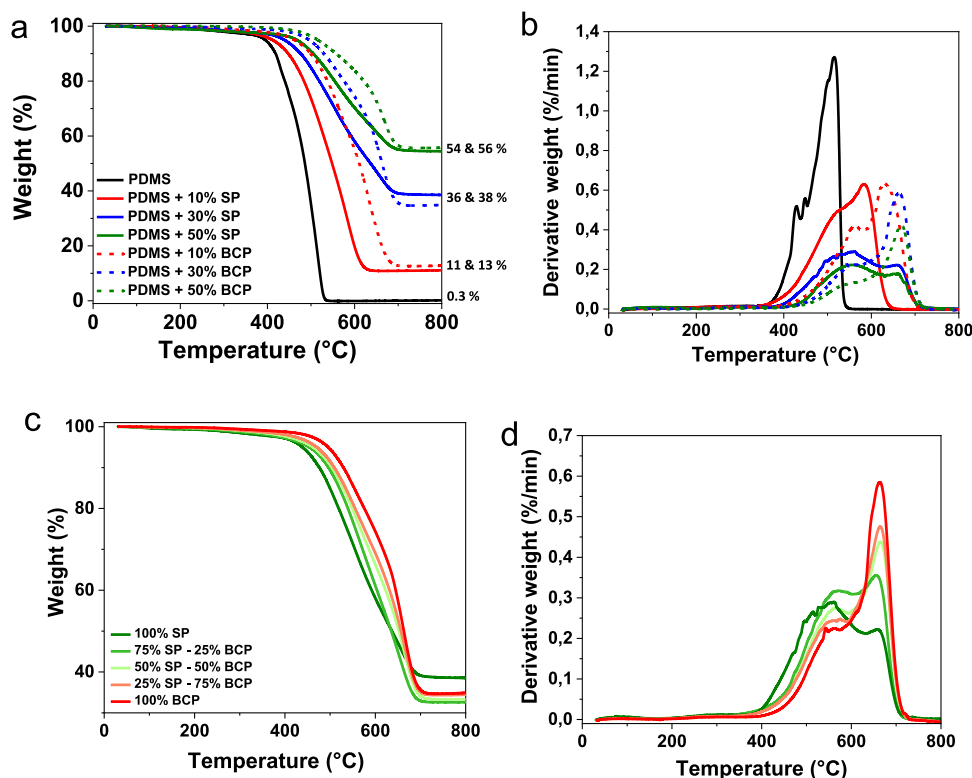 a
Weight (%)
100
80
60
40
20
0
0
200
400
600
800
Temperature (°C)
PDMS
PDMS + 10% SP
PDMS + 30% SP
PDMS + 50% SP
PDMS + 10% BCP
PDMS + 30% BCP
PDMS + 50% BCP
54 & 56 %
36 & 38 %
11 & 13 %
0.3 %
b
Derivative weight (%/min)
1,4
1,2
1,0
0,8
0,6
0,4
0,2
0,0
0
200
400
600
800
Temperature (°C)
c
Weight (%)
100
80
60
40
0
200
400
600
800
Temperature (°C)
100% SP
75% SP - 25% BCP
50% SP - 50% BCP
25% SP - 75% BCP
100% BCP
d
Derivative weight (%/min)
0,7
0,6
0,5
0,4
0,3
0,2
0,1
0,0
0
200
400
600
800
Temperature (°C)